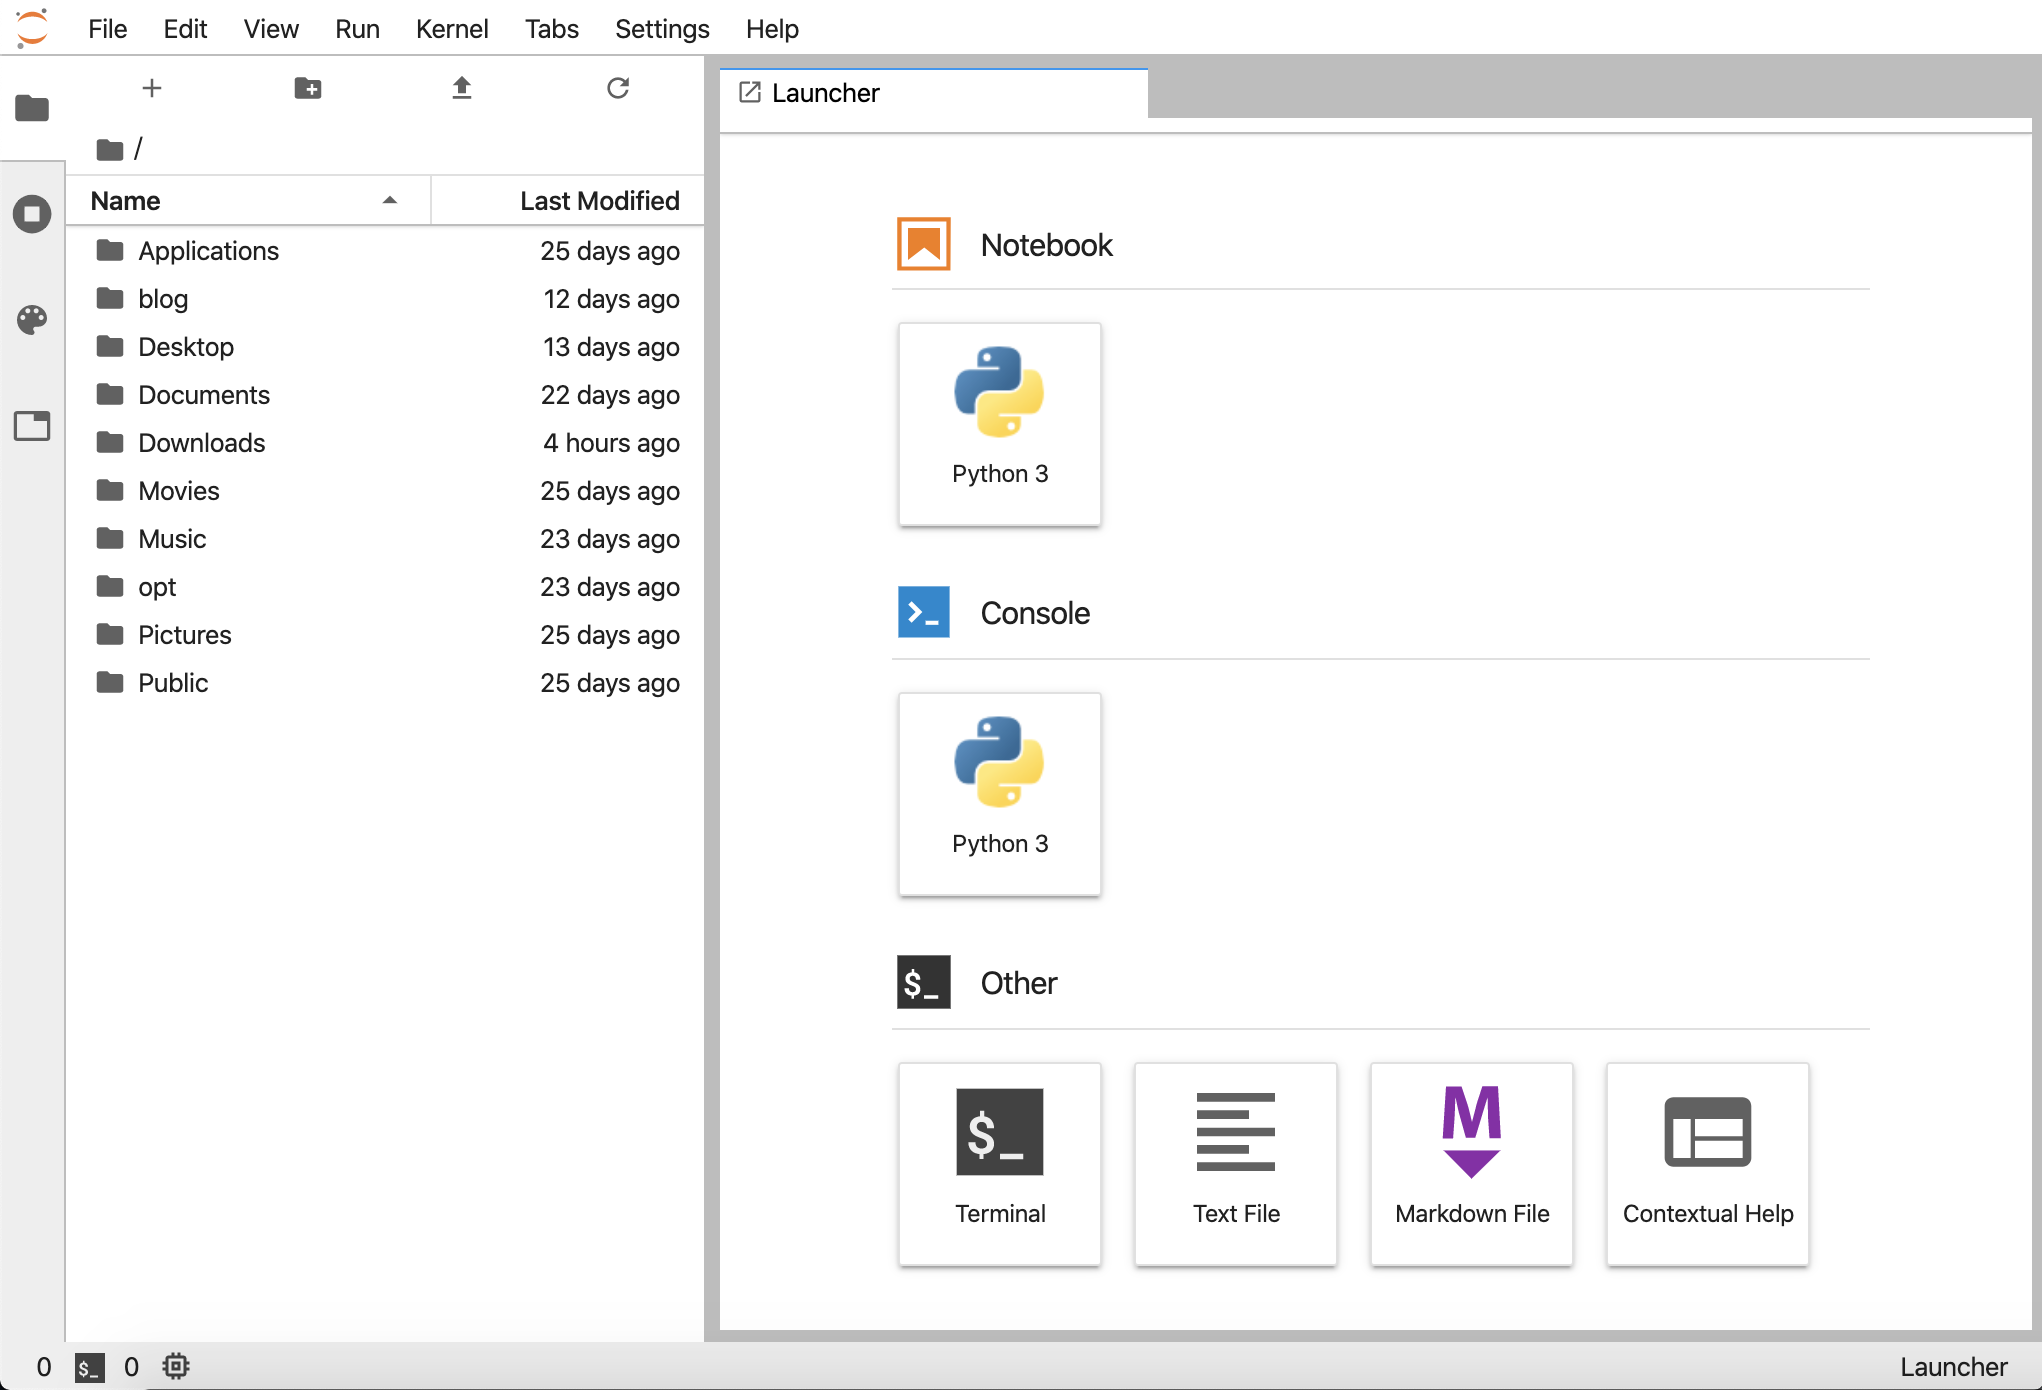 File Edit View Run Kernel Tabs Settings Help
/
Name Last Modified
Applications 25 days ago
blog 12 days ago
Desktop 13 days ago
Documents 22 days ago
Downloads 4 hours ago
Movies 25 days ago
Music 23 days ago
opt 23 days ago
Pictures 25 days ago
Public 25 days ago
Launcher
Notebook
Python 3
>_ Console
Python 3
$_ Other
$_
M
Terminal Text File Markdown File Contextual Help
0 $_ 0 Launcher